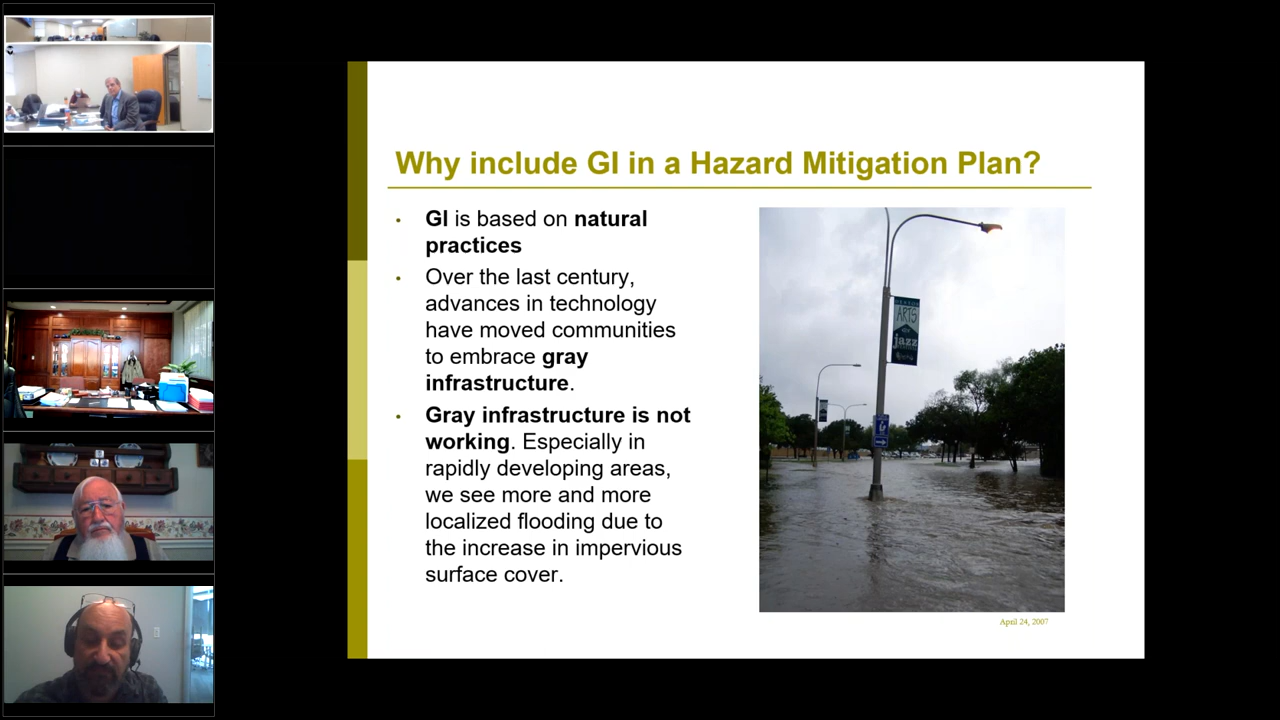 Why include GI in a Hazard Mitigation Plan?
• GI is based on natural
practices
• Over the last century,
advances in technology
have moved communities
to embrace gray
infrastructure.
• Gray infrastructure is not
working. Especially in
rapidly developing areas,
we see more and more
localized flooding due to
the increase in impervious
surface cover.
ARTS
jazz
April 24, 2007